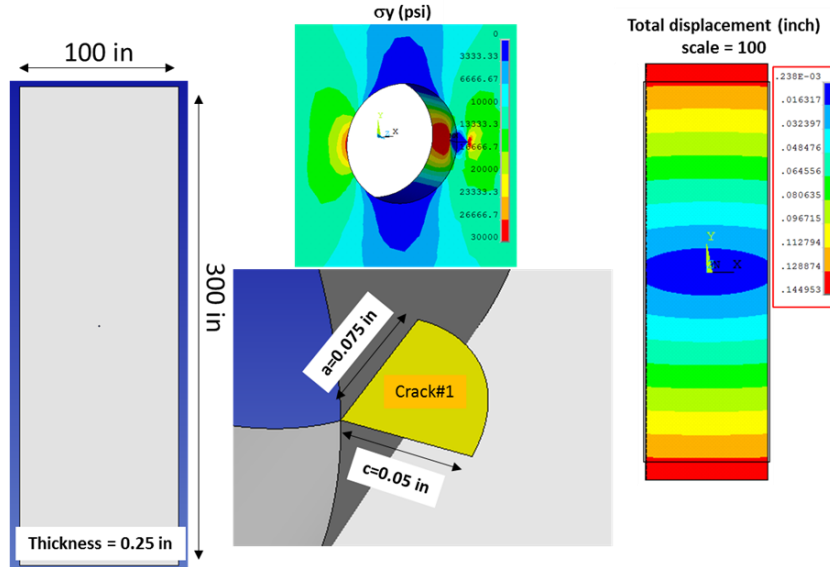 100 in
300 in
Thickness = 0.25 in
σy (psi)
0
3333.33
6666.67
10000
13333.3
16666.7
20000
23333.3
26666.7
30000
Y
X
a=0.075 in
Crack#1
c=0.05 in
Total displacement (inch)
scale = 100
.238E-03
.016317
.032397
.048476
.064556
.080635
.096715
.112794
.128874
.144953
Y
X